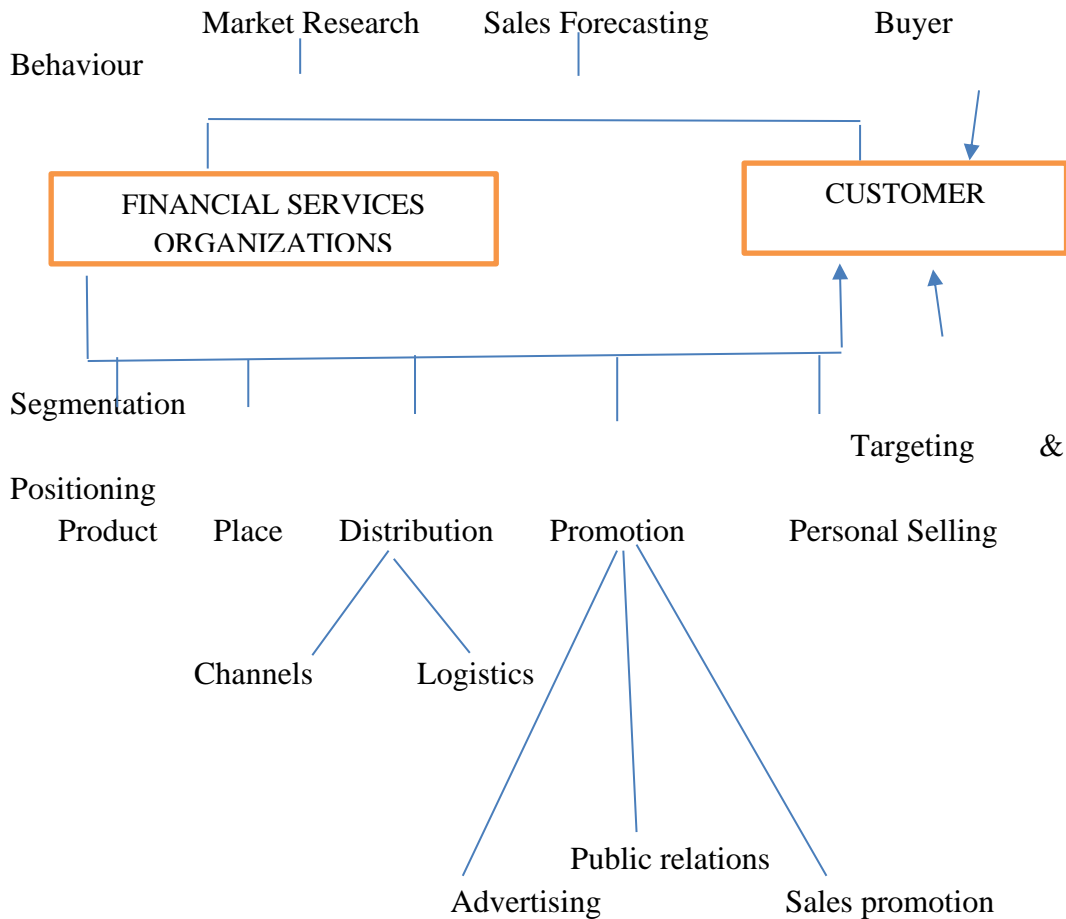 Market Research Sales Forecasting Buyer
Behaviour
FINANCIAL SERVICES
ORGANIZATIONS
CUSTOMER
Segmentation
Targeting &
Positioning
Product Place Distribution Promotion Personal Selling
Channels Logistics
Public relations
Advertising Sales promotion